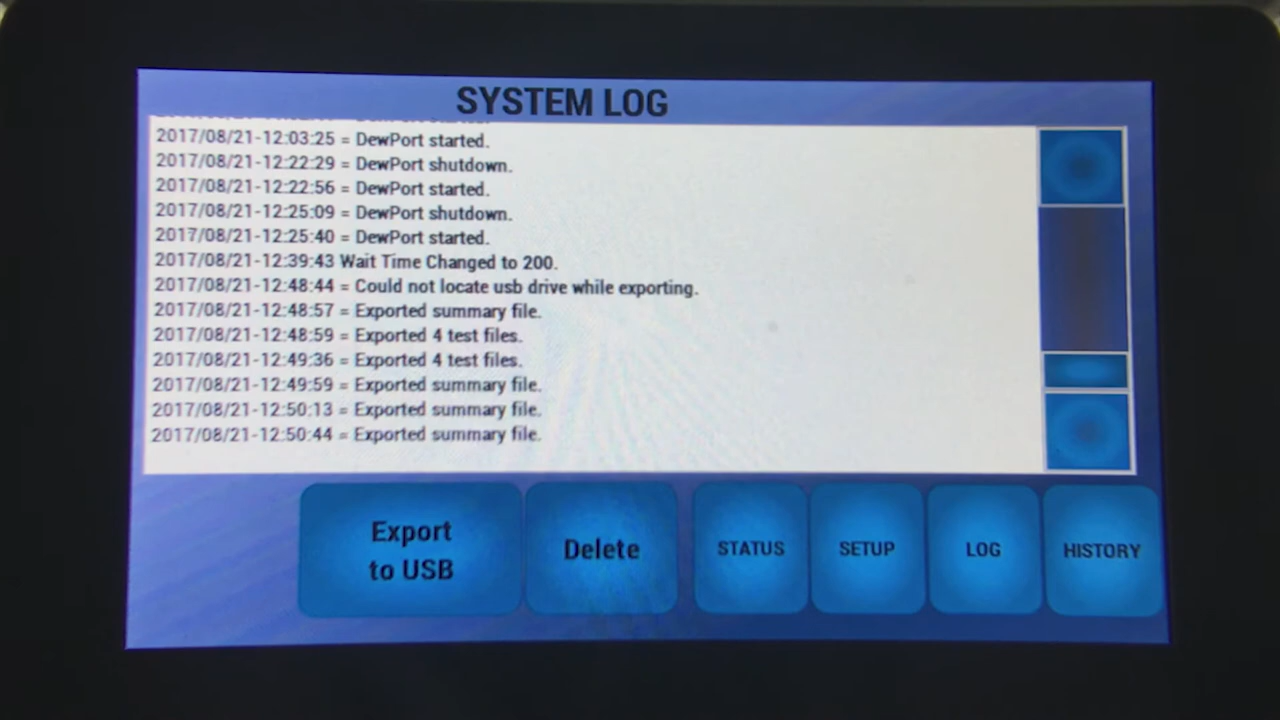 SYSTEM LOG
2017/08/21-12:03:25 = DewPort started.
2017/08/21-12:22:29 = DewPort shutdown.
2017/08/21-12:22:56 = DewPort started.
2017/08/21-12:25:09 = DewPort shutdown.
2017/08/21-12:25:40 = DewPort started.
2017/08/21-12:39:43 Wait Time Changed to 200.
2017/08/21-12:48:44 = Could not locate usb drive while exporting.
2017/08/21-12:48:57 = Exported summary file.
2017/08/21-12:48:59 = Exported 4 test files.
2017/08/21-12:49:36 = Exported 4 test files.
2017/08/21-12:49:59 = Exported summary file.
2017/08/21-12:50:13 = Exported summary file.
2017/08/21-12:50:44 = Exported summary file.
Export
to USB
Delete
STATUS
SETUP
LOG
HISTORY